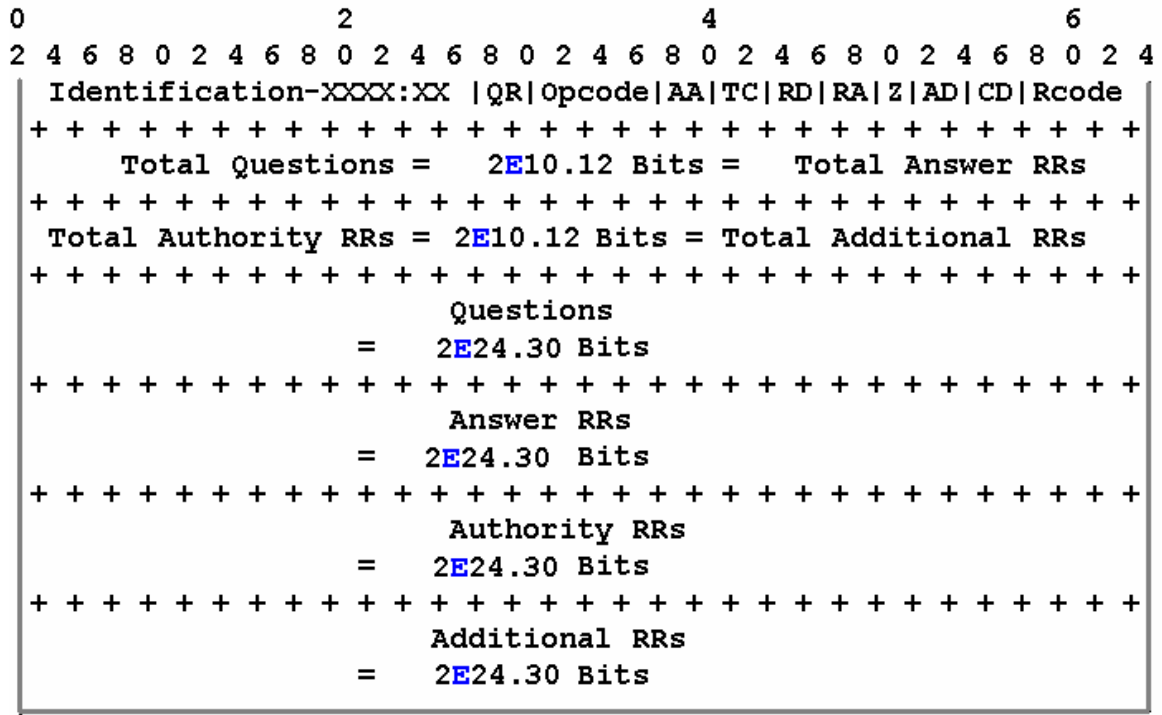 0 2 4 6
2 4 6 8 0 2 4 6 8 0 2 4 6 8 0 2 4 6 8 0 2 4 6 8 0 2 4 6 8 0 2 4
Identification-XXXX:XX |QR|Opcode|AA|TC|RD|RA|Z|AD|CD|Rcode
+ + + + + + + + + + + + + + + + + + + + + + + + + + + + + + +
Total Questions = 2E10.12 Bits = Total Answer RRs
+ + + + + + + + + + + + + + + + + + + + + + + + + + + + + + +
Total Authority RRs = 2E10.12 Bits = Total Additional RRs
+ + + + + + + + + + + + + + + + + + + + + + + + + + + + + + +
Questions
= 2E24.30 Bits
+ + + + + + + + + + + + + + + + + + + + + + + + + + + + + + +
Answer RRs
= 2E24.30 Bits
+ + + + + + + + + + + + + + + + + + + + + + + + + + + + + + +
Authority RRs
= 2E24.30 Bits
+ + + + + + + + + + + + + + + + + + + + + + + + + + + + + + +
Additional RRs
= 2E24.30 Bits